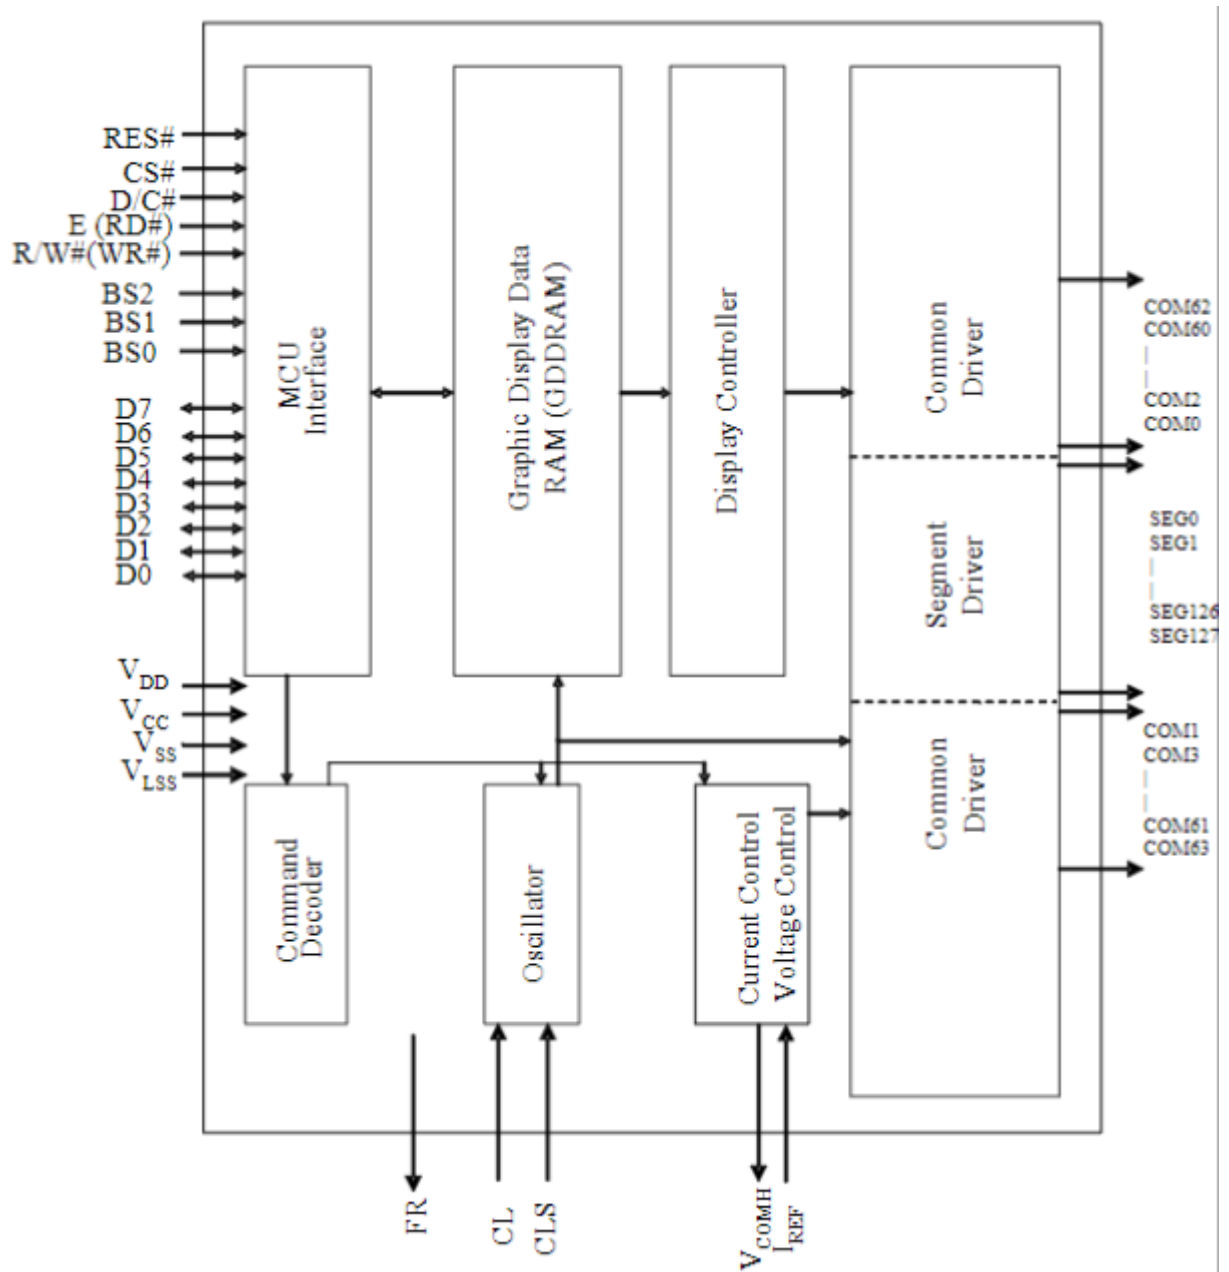 RES#
CS#
D/C#
E (RD#)
R/W#(WR#)
BS2
BS1
BS0
D7
D6
D5
D4
D3
D2
D1
D0
VDD
VCC
VSS
VLSS
MCU
Interface
Graphic Display Data
RAM (GDDRAM)
Display Controller
Common
Driver
Segment
Driver
Common
Driver
COM62
COM60
|
|
COM2
COM0
SEG0
SEG1
|
|
SEG126
SEG127
COM1
COM3
|
|
COM61
COM63
Command
Decoder
Oscillator
Current Control
Voltage Control
FR
CL
CLS
VCOMH
IREF